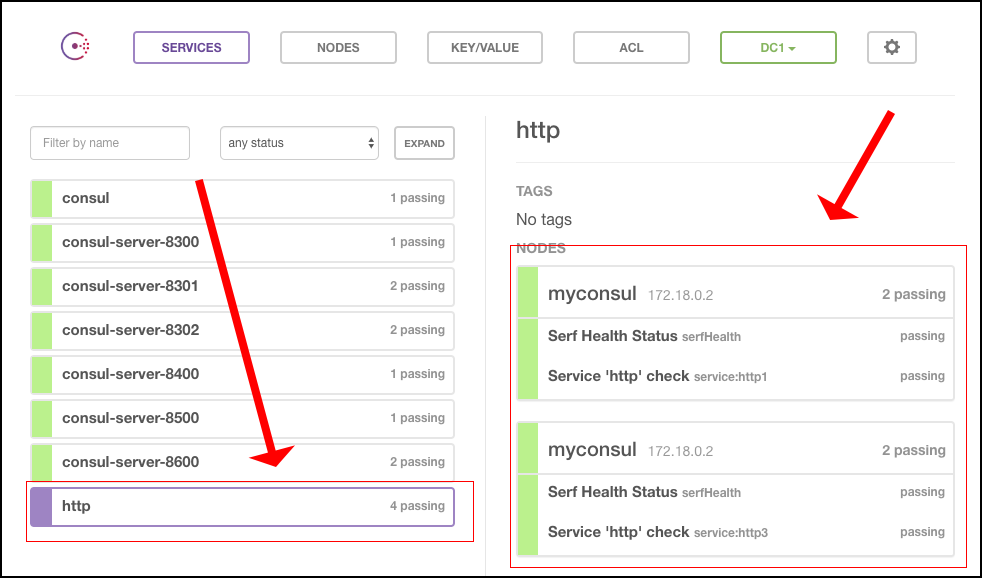 SERVICES NODES KEY/VALUE ACL DC1
Filter by name any status EXPAND
consul 1 passing
consul-server-8300 1 passing
consul-server-8301 2 passing
consul-server-8302 2 passing
consul-server-8400 1 passing
consul-server-8500 1 passing
consul-server-8600 2 passing
http 4 passing
http
TAGS
No tags
NODES
myconsul 172.18.0.2 2 passing
Serf Health Status serfHealth passing
Service 'http' check service:http1 passing
myconsul 172.18.0.2 2 passing
Serf Health Status serfHealth passing
Service 'http' check service:http3 passing